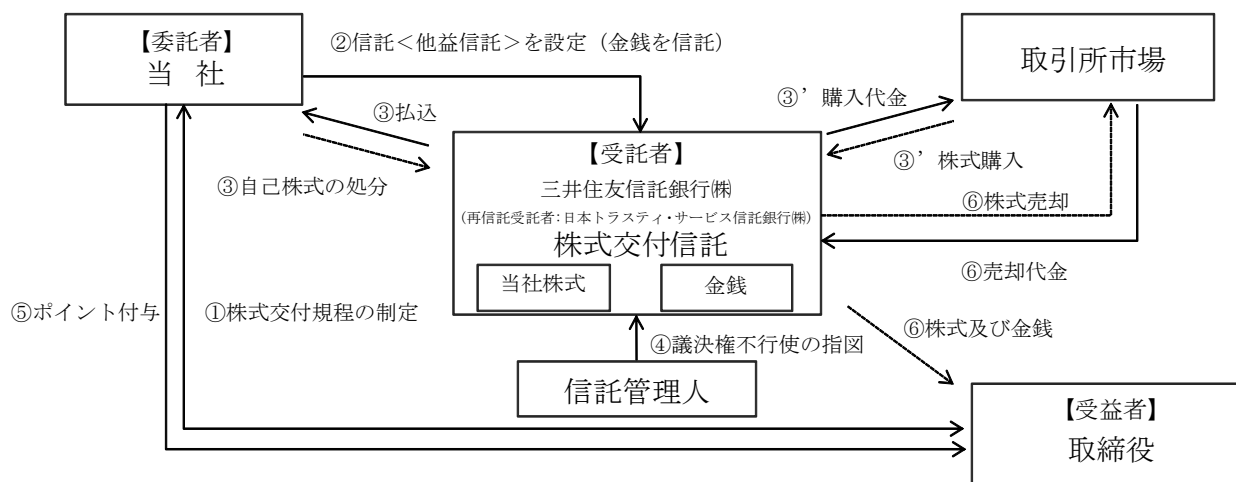 【委託者】
当 社
②信託＜他益信託＞を設定（金銭を信託）
取引所市場
③払込
③’購入代金
③自己株式の処分
③’株式購入
【受託者】
三井住友信託銀行㈱
(再信託受託者:日本トラスティ・サービス信託銀行㈱)
株式交付信託
当社株式
金銭
⑥株式売却
⑥売却代金
⑤ポイント付与
①株式交付規程の制定
④議決権不行使の指図
⑥株式及び金銭
信託管理人
【受益者】
取締役